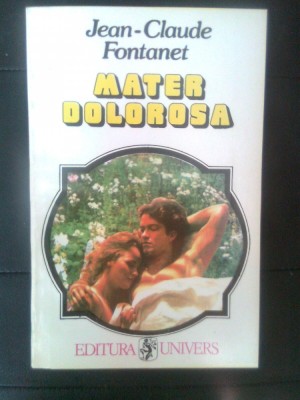 Jean-Claude
Fontanet
MATER
DOLOROSA
EDITURA UNIVERS